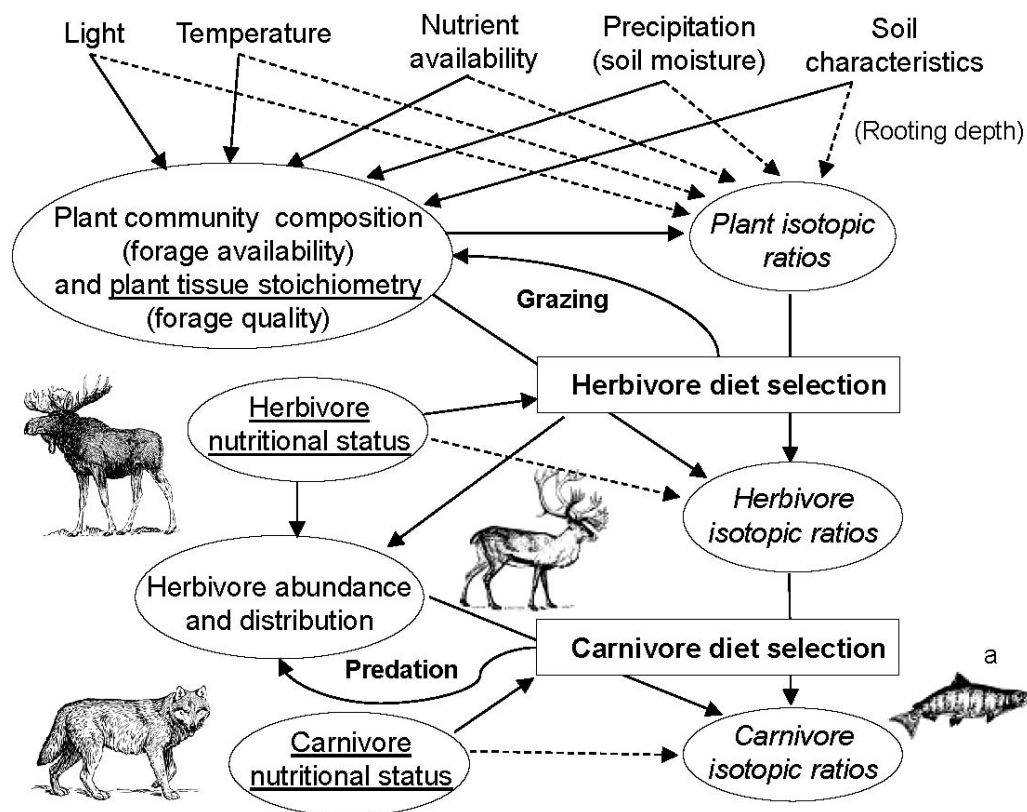 Light
Temperature
Nutrient
availability
Precipitation
(soil moisture)
Soil
characteristics
(Rooting depth)
Plant community composition
(forage availability)
and plant tissue stoichiometry
(forage quality)
Plant isotopic
ratios
Grazing
Herbivore diet selection
Herbivore
nutritional status
Herbivore
isotopic ratios
Herbivore abundance
and distribution
Carnivore diet selection
Predation
a
Carnivore
nutritional status
Carnivore
isotopic ratios